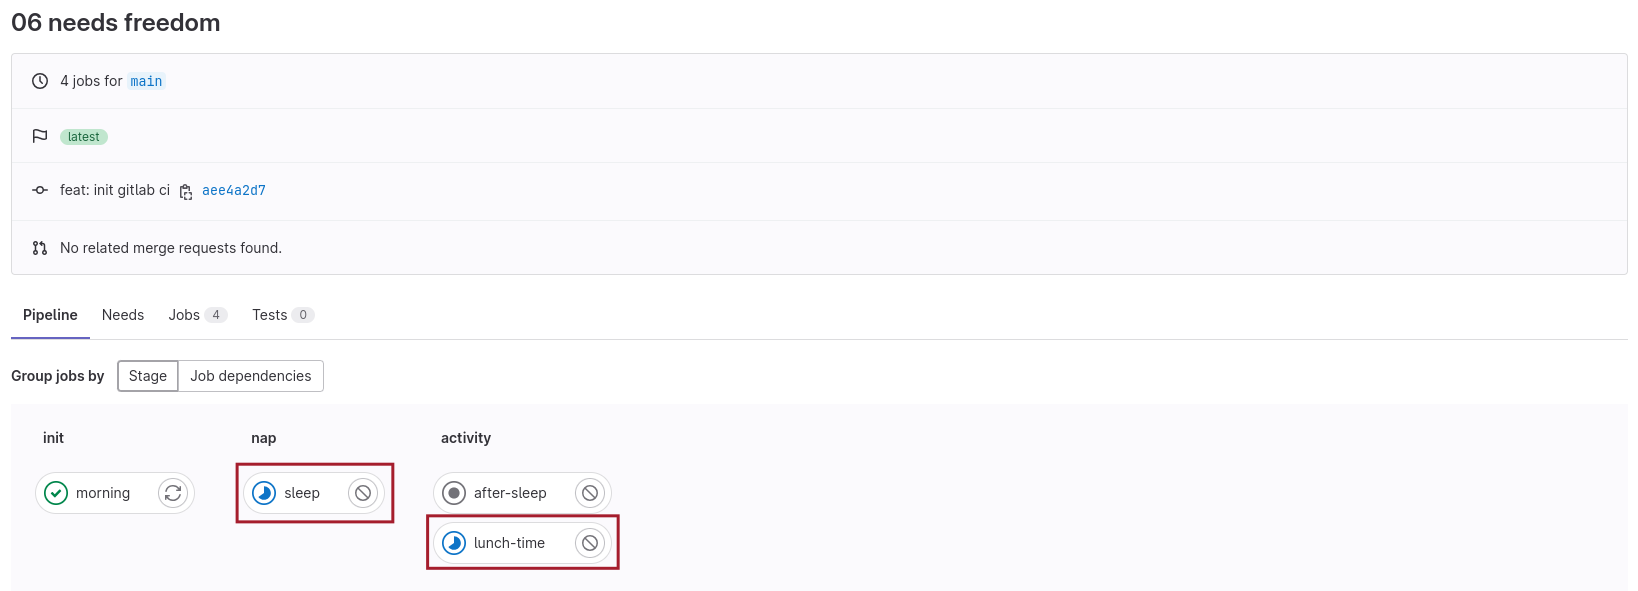 06 needs freedom
4 jobs for main
latest
feat: init gitlab ci aee4a2d7
No related merge requests found.
Pipeline Needs Jobs 4 Tests 0
Group jobs by Stage Job dependencies
init nap activity
morning sleep after-sleep
lunch-time